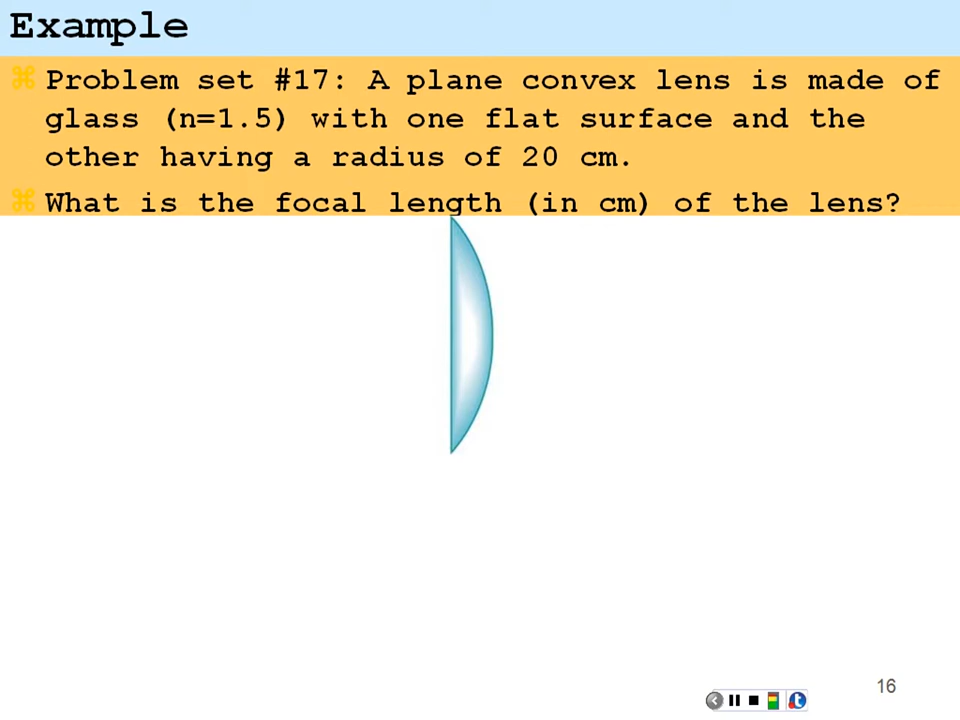 Example
Problem set #17: A plane convex lens is made of
glass (n=1.5) with one flat surface and the
other having a radius of 20 cm.
What is the focal length (in cm) of the lens?
16